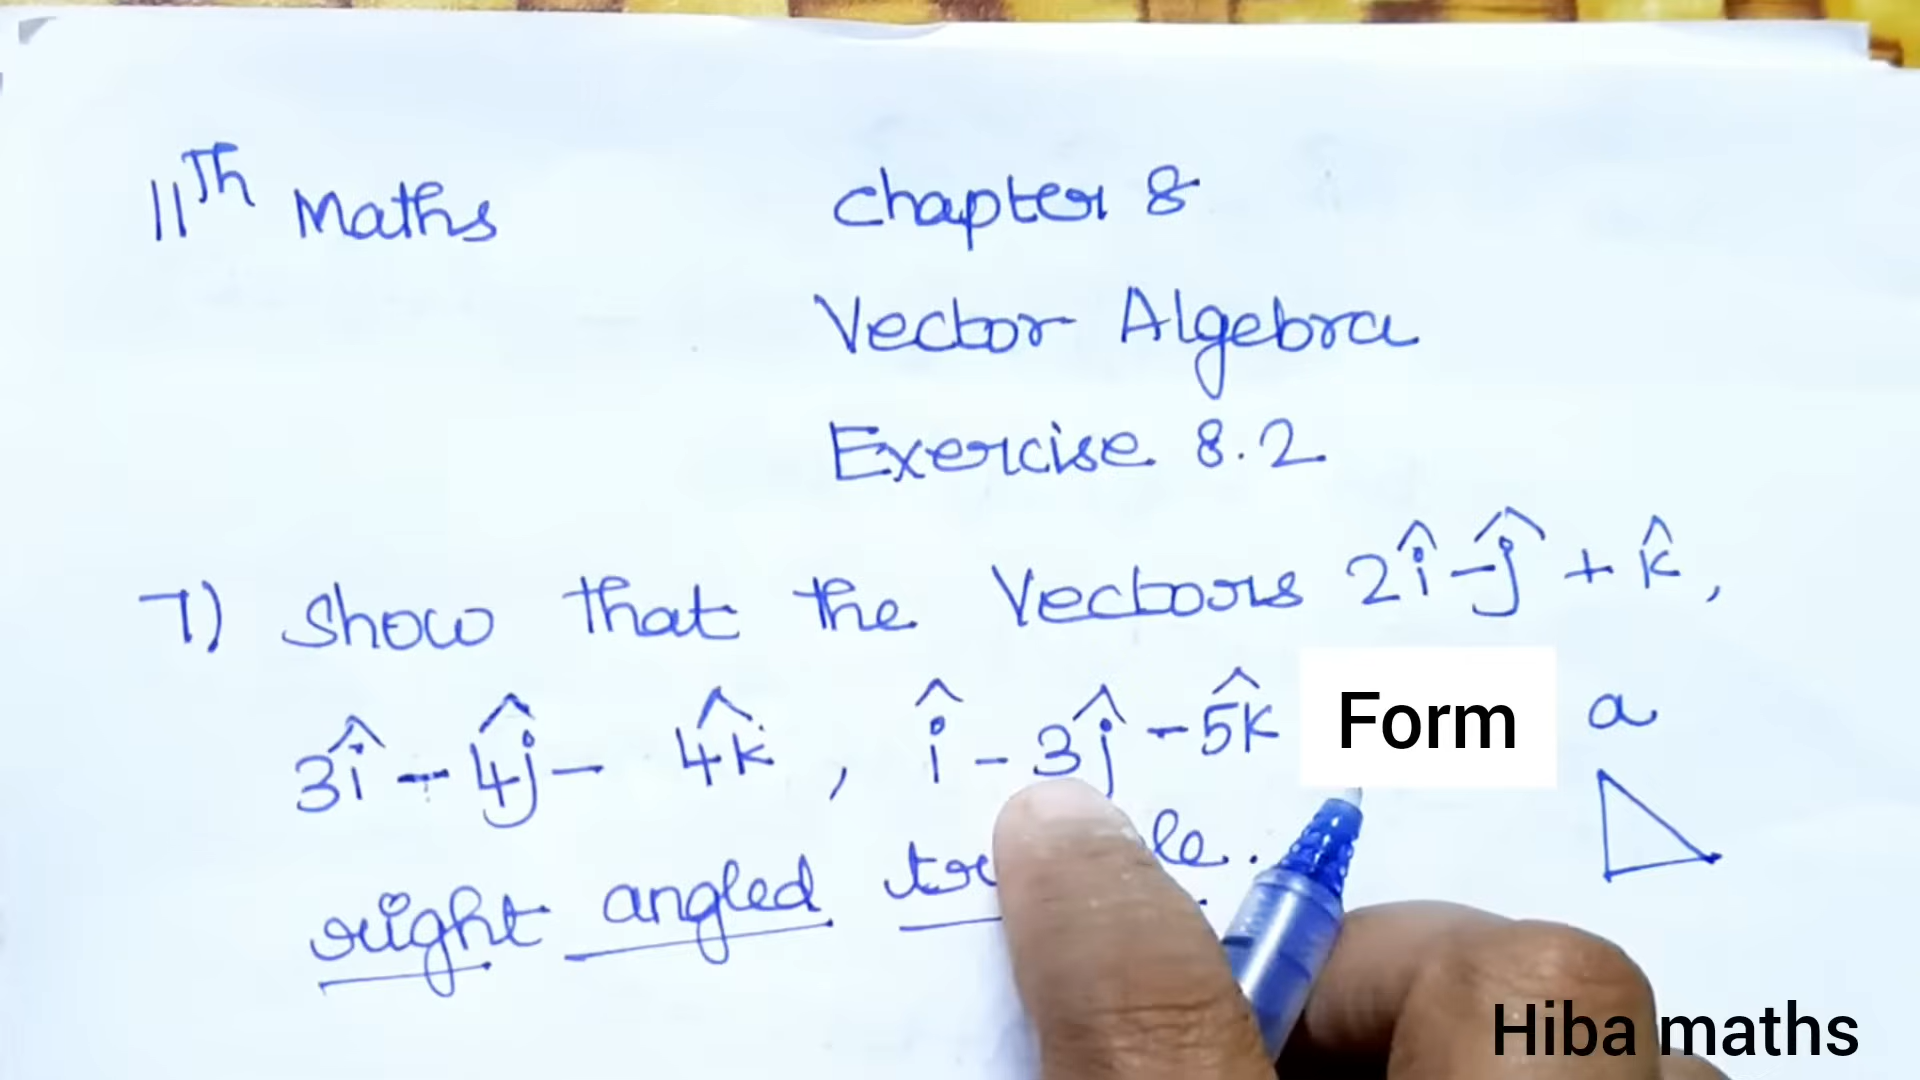 11Th Maths
chapter 8
Vector Algebra
Exercise 8.2
7) Show that the Vectors 2î - ĵ + k̂,
3î - 4ĵ - 4k̂, î - 3ĵ - 5k̂ Form a
right angled
Hiba maths